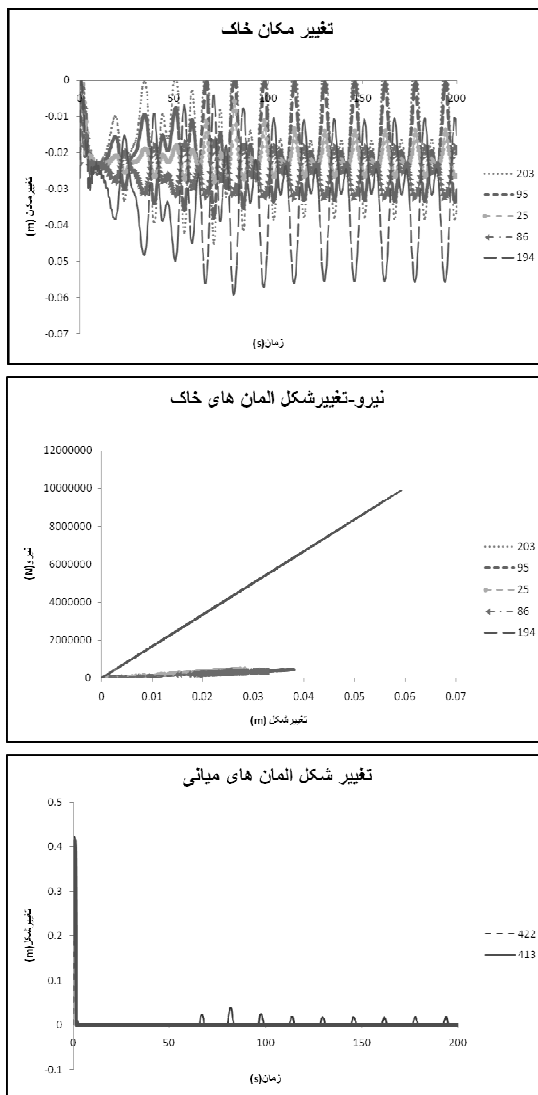 تغییر مکان خاک
0 50 100 150 200
0
-0.01
-0.02
-0.03
-0.04
-0.05
-0.06
-0.07
تغییر مکان (m)
زمان(s)
203
95
25
86
194
نیرو-تغییرشکل المان های خاک
12000000
10000000
8000000
6000000
4000000
2000000
0
0 0.01 0.02 0.03 0.04 0.05 0.06 0.07
نیرو(N)
تغییرشکل (m)
203
95
25
86
194
تغییر شکل المان های میانی
0.5
0.4
0.3
0.2
0.1
0
-0.1
0 50 100 150 200
تغییرشکل(m)
زمان(s)
422
413